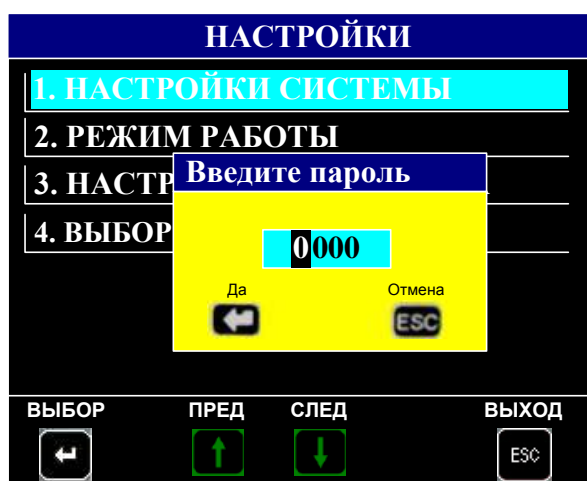 НАСТРОЙКИ
1. НАСТРОЙКИ СИСТЕМЫ
2. РЕЖИМ РАБОТЫ
3. НАСТР
4. ВЫБОР
Введите пароль
0000
Да Отмена
ESC
ВЫБОР ПРЕД СЛЕД ВЫХОД
ESC